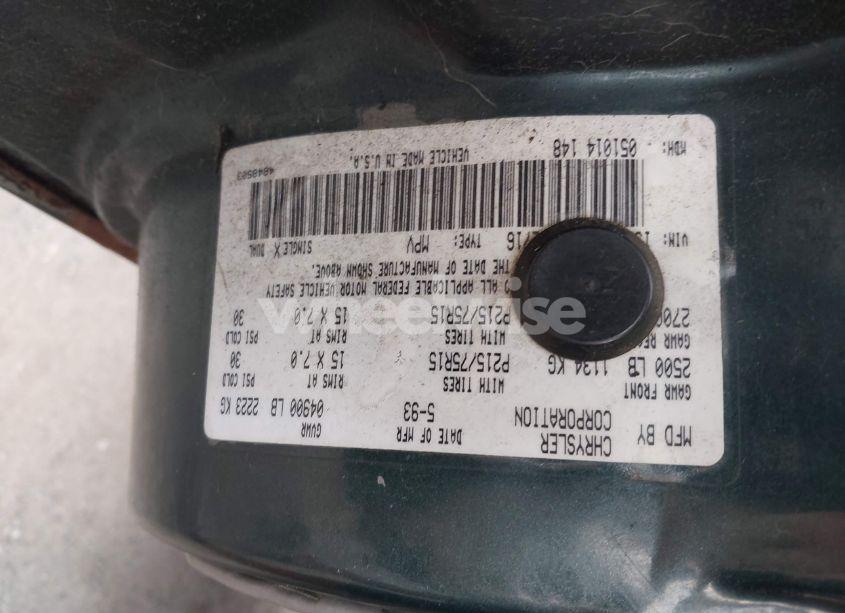 MFD BY CHRYSLER CORPORATION DATE OF MFR 5-93 GVWR 04900 LB 2223 KG
GAWR FRONT WITH TIRES RIMS AT PSI COLD
2500 LB 1134 KG P215/75R15 15 X 7.0 30
GAWR WITH TIRES RIMS AT PSI COLD
P215/75R15 15 X 7.0 30
ALL APPLICABLE FEDERAL MOTOR VEHICLE SAFETY
THE DATE OF MANUFACTURE SHOWN ABOVE.
VIN: TYPE: MPV SINGLE X DUAL
MDH: 051014 148 VEHICLE MADE IN U.S.A. 4848503